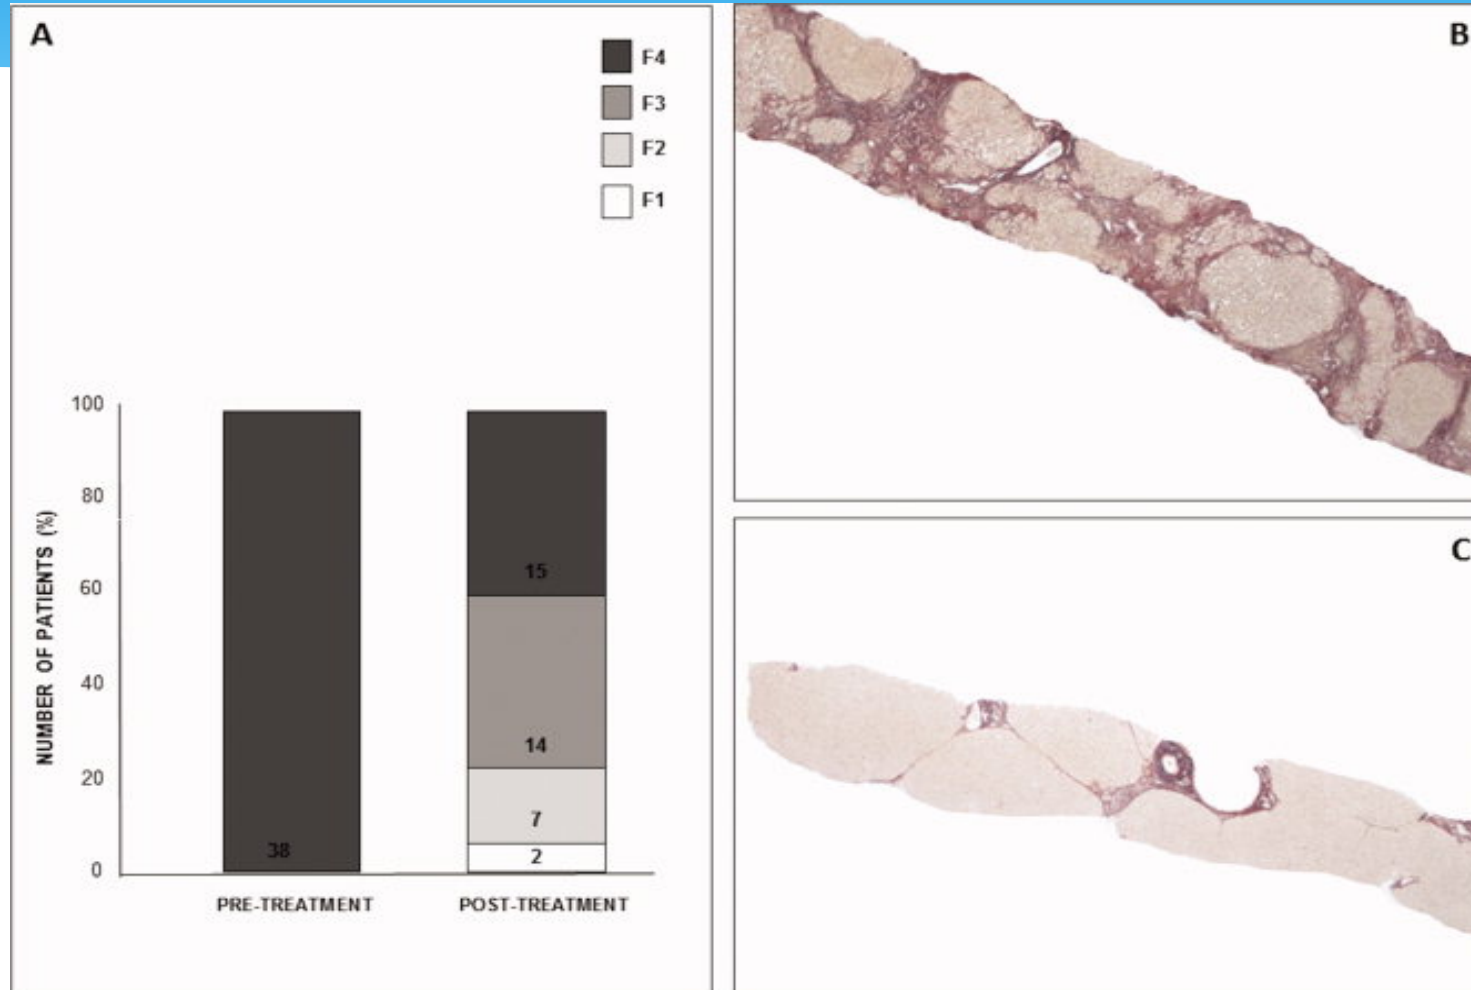 A
F4
F3
F2
F1
NUMBER OF PATIENTS (%)
100
80
60
40
20
0
38
15
14
7
2
PRE-TREATMENT
POST-TREATMENT
B
C